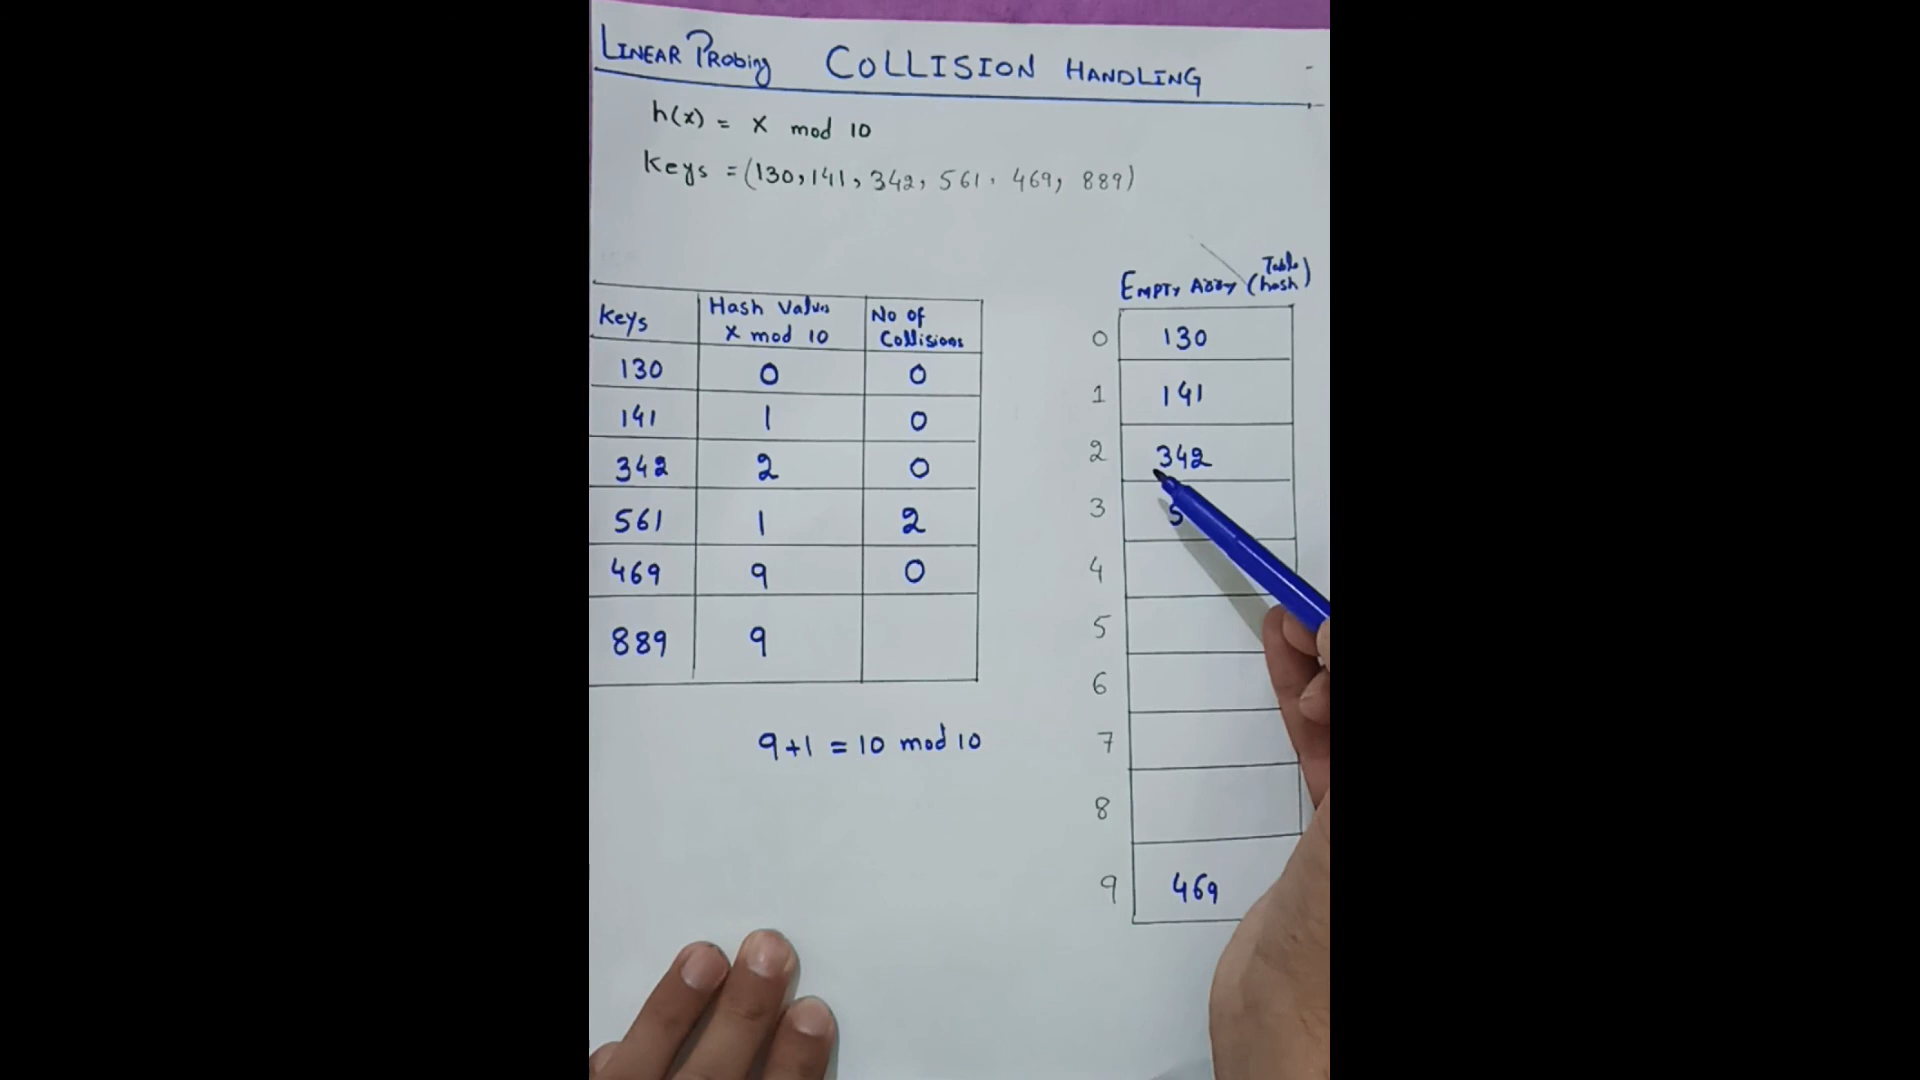 LINEAR Probing COLLISION HANDLING
h(x) = X mod 10
Keys = (130, 141, 342, 561, 469, 889)
Keys Hash Values X mod 10 No of Collisions
130 0 0
141 1 0
342 2 0
561 1 2
469 9 0
889 9
9+1 = 10 mod 10
EMPTY Array (hash Table)
0 130
1 141
2 342
3 5
4
5
6
7
8
9 469